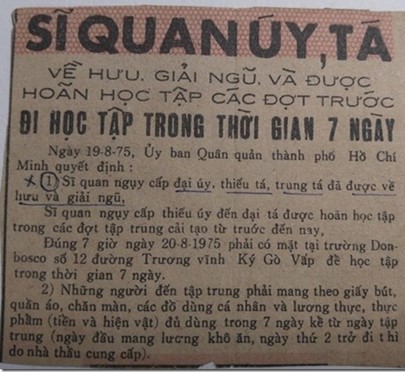 SĨ QUAN ÚY, TÁ
VỀ HƯU. GIẢI NGŨ. VÀ ĐƯỢC
HOÃN HỌC TẬP CÁC ĐỢT TRƯỚC
ĐI HỌC TẬP TRONG THỜI GIAN 7 NGÀY
Ngày 19-8-75, Ủy ban Quân quản thành phố Hồ Chí
Minh quyết định :
1) Sĩ quan ngụy cấp đại úy, thiếu tá, trung tá đã được về
hưu và giải ngũ,
Sĩ quan ngụy cấp thiếu úy đến đại tá được hoãn học tập
trong các đợt tập trung cải tạo từ trước đến nay,
Đúng 7 giờ ngày 20-8-1975 phải có mặt tại trường Don-
bosco số 12 đường Trương vĩnh Ký Gò Vấp để học tập
trong thời gian 7 ngày.
2) Những người đến tập trung phải mang theo giấy bút,
quần áo, chăn màn, các đồ dùng cá nhân và lương thực, thực
phẩm (tiền và hiện vật) đủ dùng trong 7 ngày kể từ ngày tập
trung (ngày đầu mang lương khô ăn, ngày thứ 2 trở đi thì
do nhà thầu cung cấp).